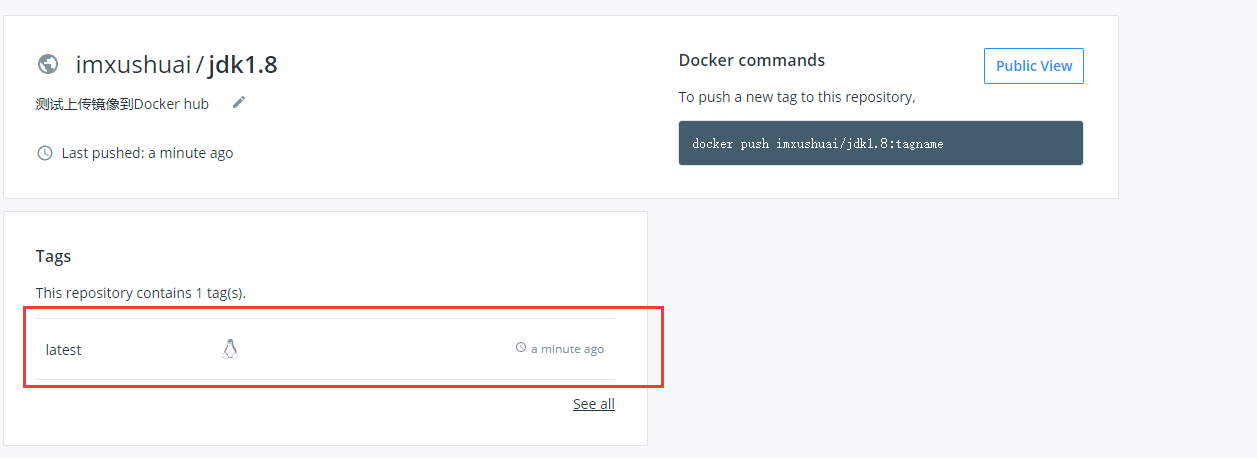 imxushuai / jdk1.8
测试上传镜像到Docker hub
Last pushed: a minute ago
Docker commands
Public View
To push a new tag to this repository,
docker push imxushuai/jdk1.8:tagname
Tags
This repository contains 1 tag(s).
latest
a minute ago
See all